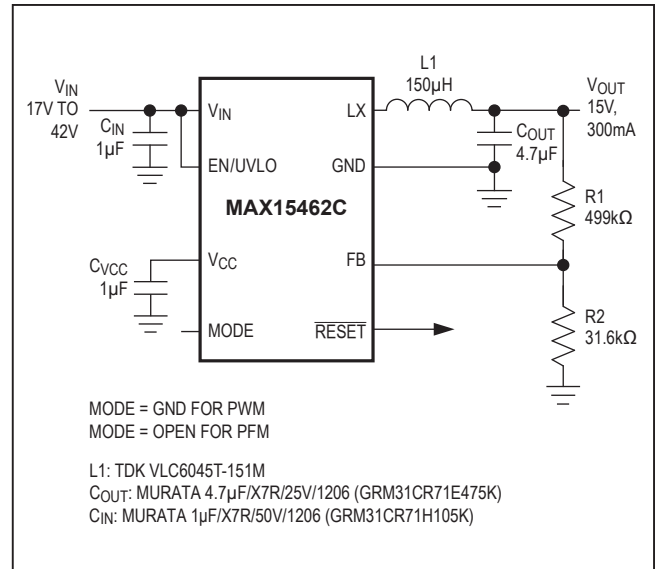 L1
150µH
VIN
17V TO
42V
CIN
1µF
VIN
LX
VOUT
15V,
300mA
COUT
4.7µF
EN/UVLO
GND
R1
499kΩ
MAX15462C
CVCC
1µF
VCC
FB
R2
31.6kΩ
MODE
RESET
MODE = GND FOR PWM
MODE = OPEN FOR PFM
L1: TDK VLC6045T-151M
COUT: MURATA 4.7µF/X7R/25V/1206 (GRM31CR71E475K)
CIN: MURATA 1µF/X7R/50V/1206 (GRM31CR71H105K)